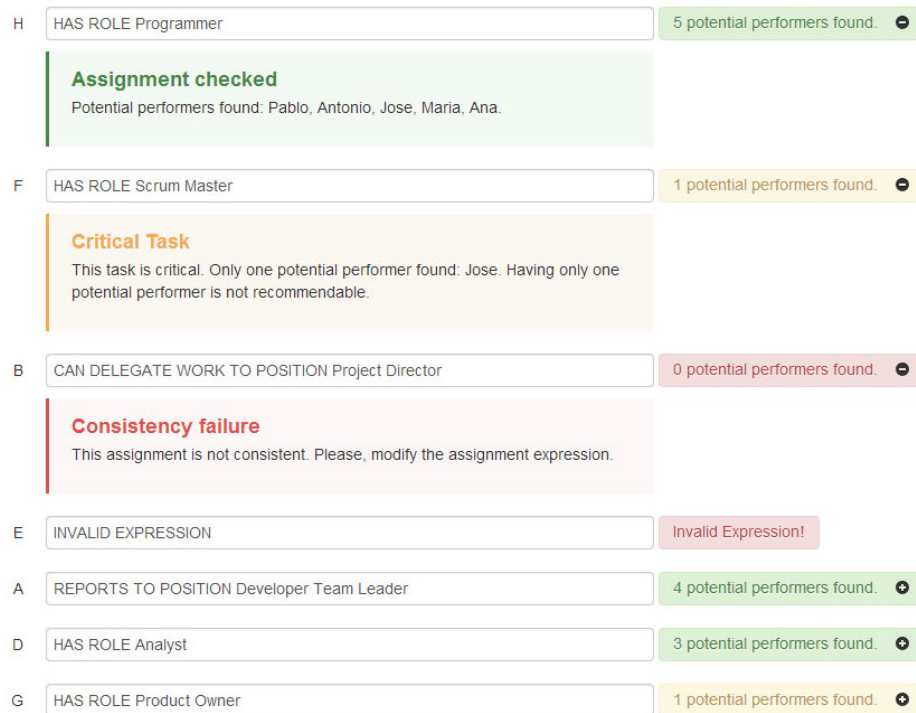 H HAS ROLE Programmer 5 potential performers found.
Assignment checked
Potential performers found: Pablo, Antonio, Jose, Maria, Ana.
F HAS ROLE Scrum Master 1 potential performers found.
Critical Task
This task is critical. Only one potential performer found: Jose. Having only one
potential performer is not recommendable.
B CAN DELEGATE WORK TO POSITION Project Director 0 potential performers found.
Consistency failure
This assignment is not consistent. Please, modify the assignment expression.
E INVALID EXPRESSION Invalid Expression!
A REPORTS TO POSITION Developer Team Leader 4 potential performers found.
D HAS ROLE Analyst 3 potential performers found.
G HAS ROLE Product Owner 1 potential performers found.